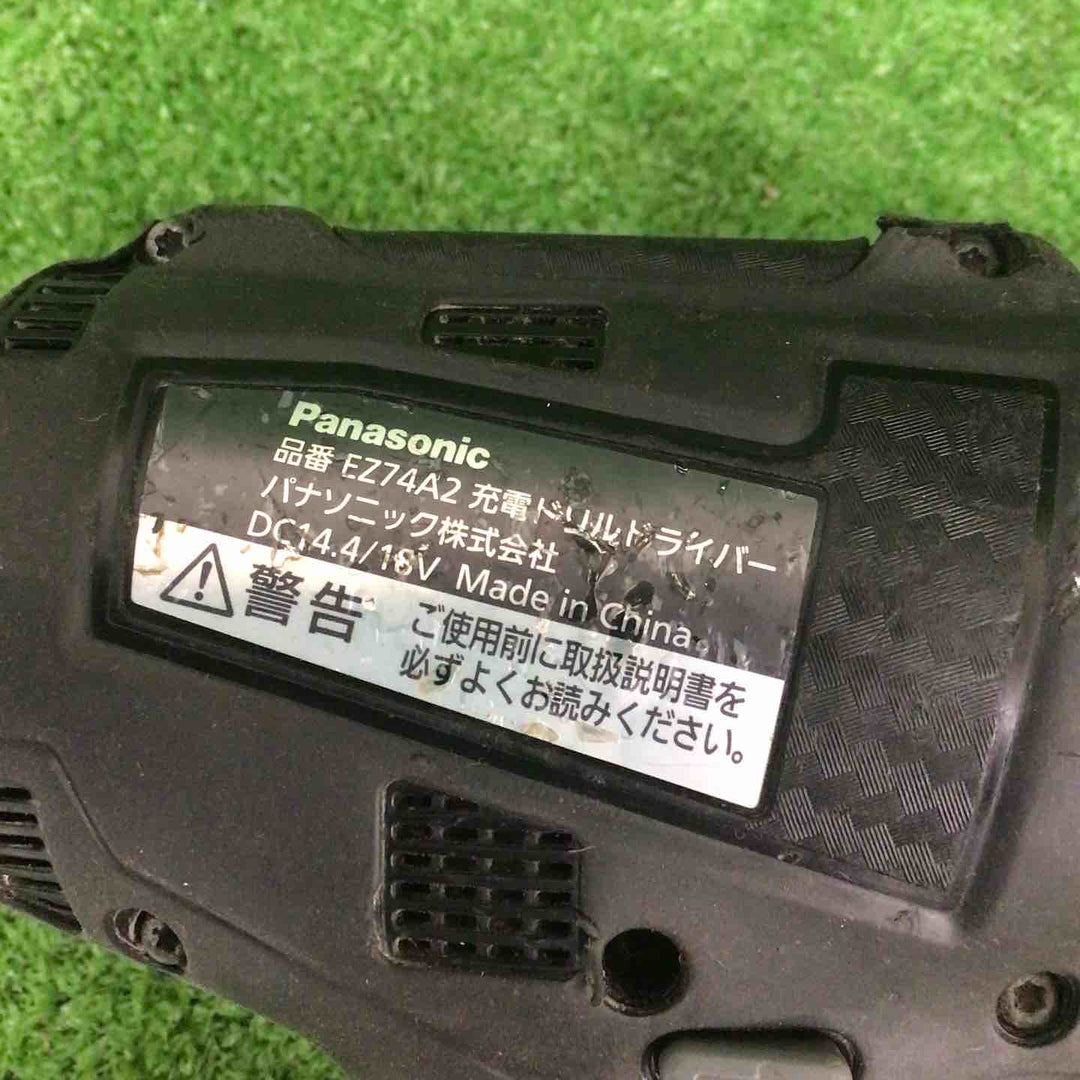 Panasonic
品番 EZ74A2 充電ドリルドライバー
パナソニック株式会社
DC14.4/18V Made in China
警告 ご使用前に取扱説明書を
必ずよくお読みください。